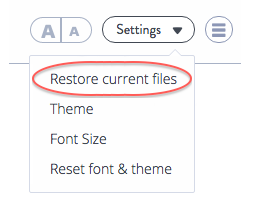 A A Settings
Restore current files
Theme
Font Size
Reset font & theme